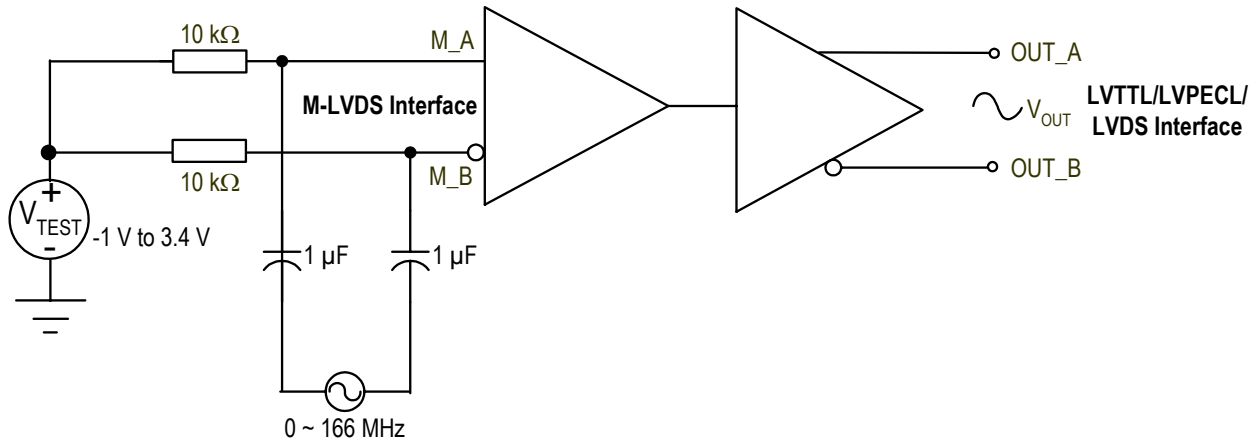 10 kΩ
M_A
OUT_A
M-LVDS Interface
V_OUT
LVTTL/LVPECL/
LVDS Interface
M_B
10 kΩ
OUT_B
+
V_TEST
-
-1 V to 3.4 V
1 µF
1 µF
0 ~ 166 MHz